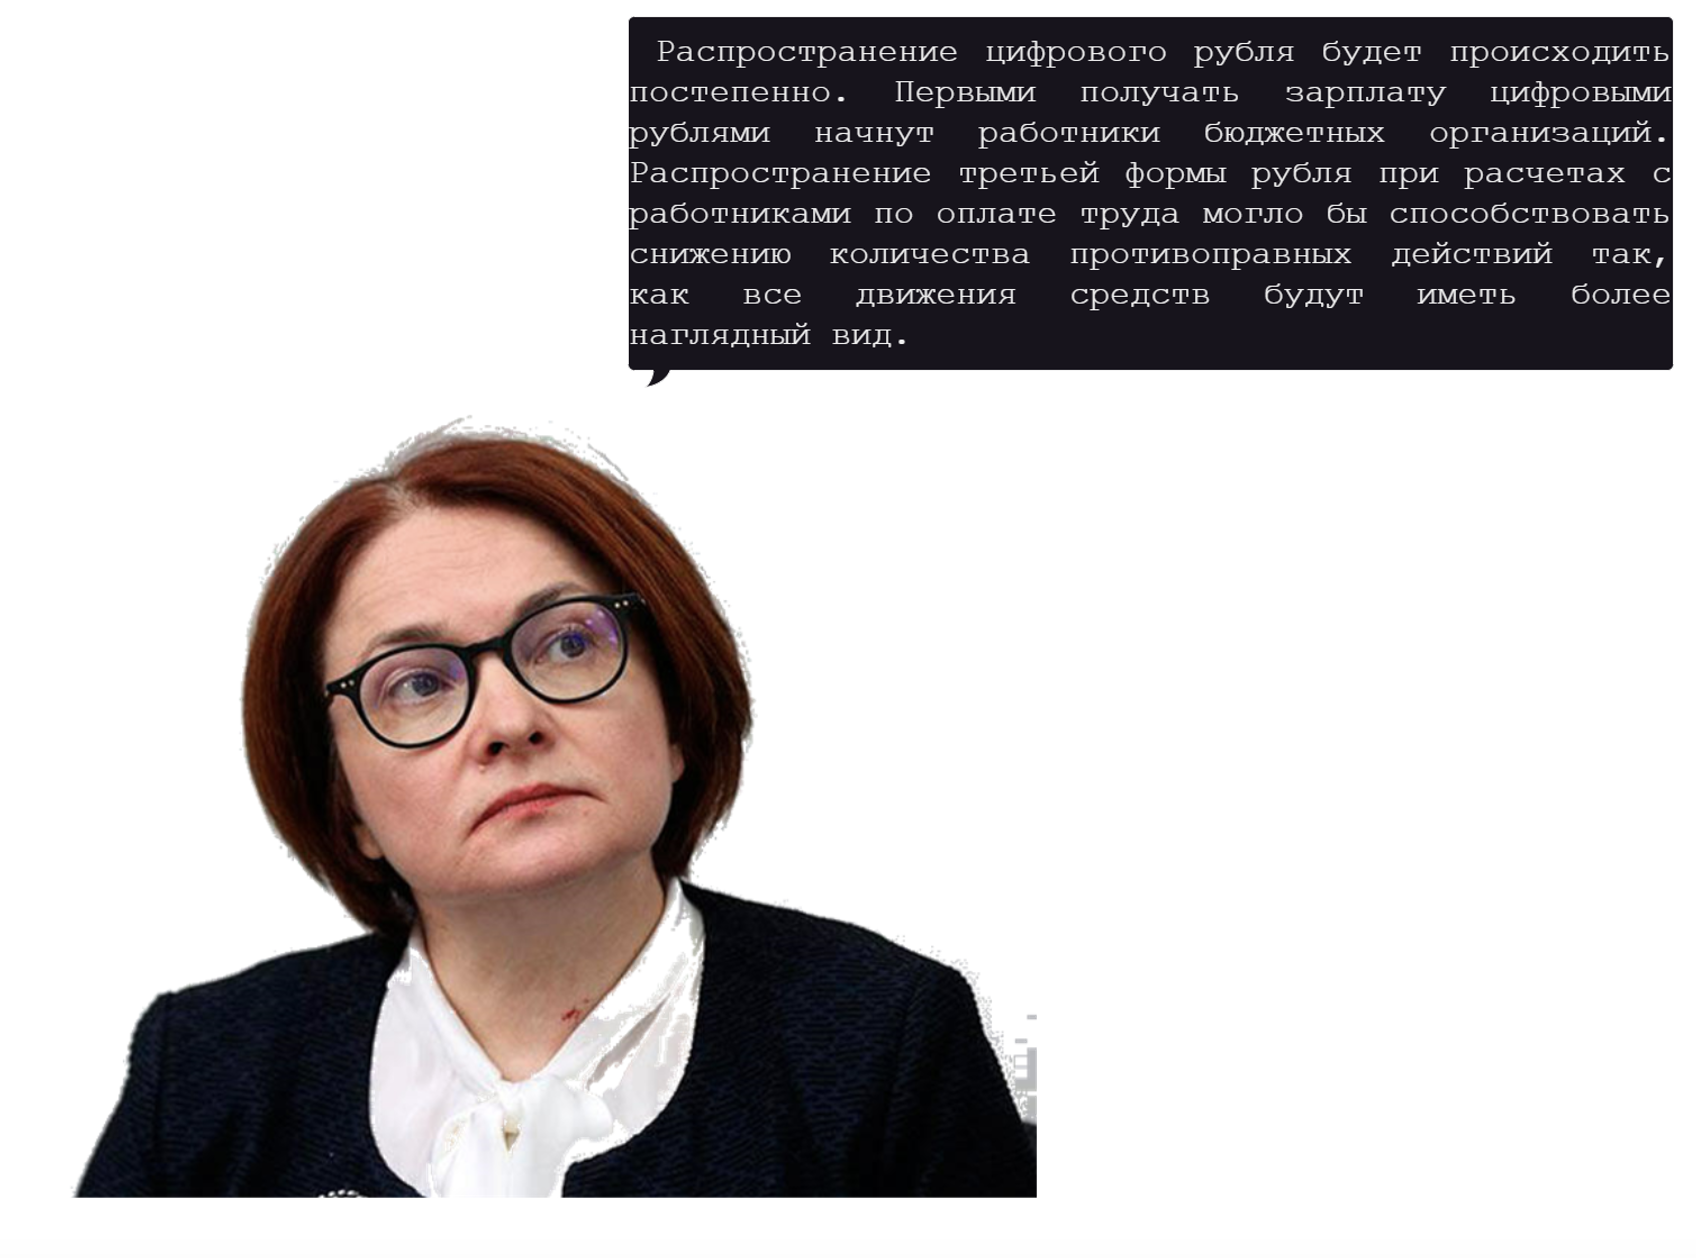 Распространение цифрового рубля будет происходить
постепенно. Первыми получать зарплату цифровыми
рублями начнут работники бюджетных организаций.
Распространение третьей формы рубля при расчетах с
работниками по оплате труда могло бы способствовать
снижению количества противоправных действий так,
как все движения средств будут иметь более
наглядный вид.